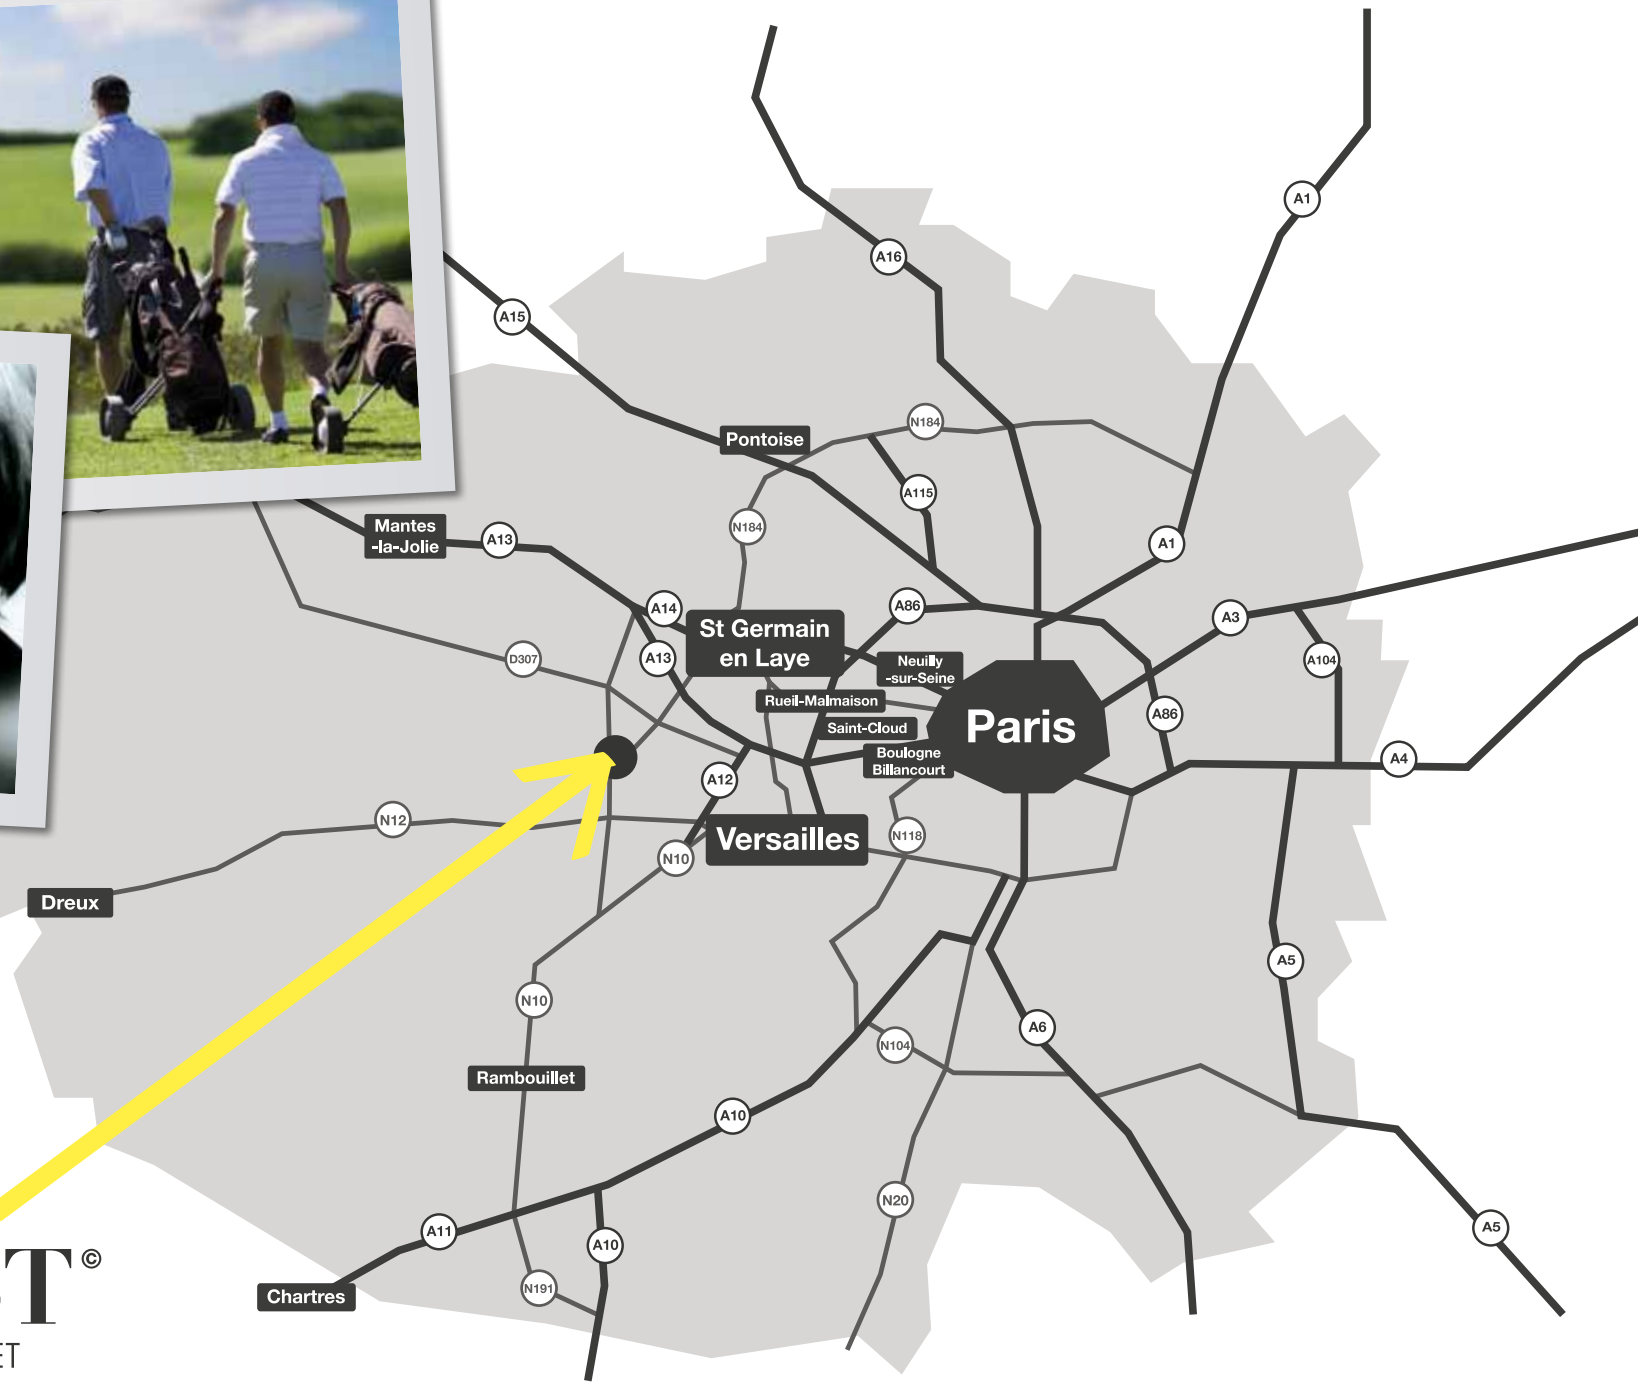 A1
A16
A15
N184
Pontoise
A115
N184
Mantes
-la-Jolie
A13
A1
A14
A86
A3
St Germain
en Laye
D307
A13
Neuilly
-sur-Seine
A104
Rueil-Malmaison
A86
Saint-Cloud
Paris
Boulogne
Billancourt
A4
A12
N12
Versailles
N118
N10
Dreux
A5
N10
A6
N104
Rambouillet
A10
N20
A11
A10
A5
N191
Chartres
T©
ET